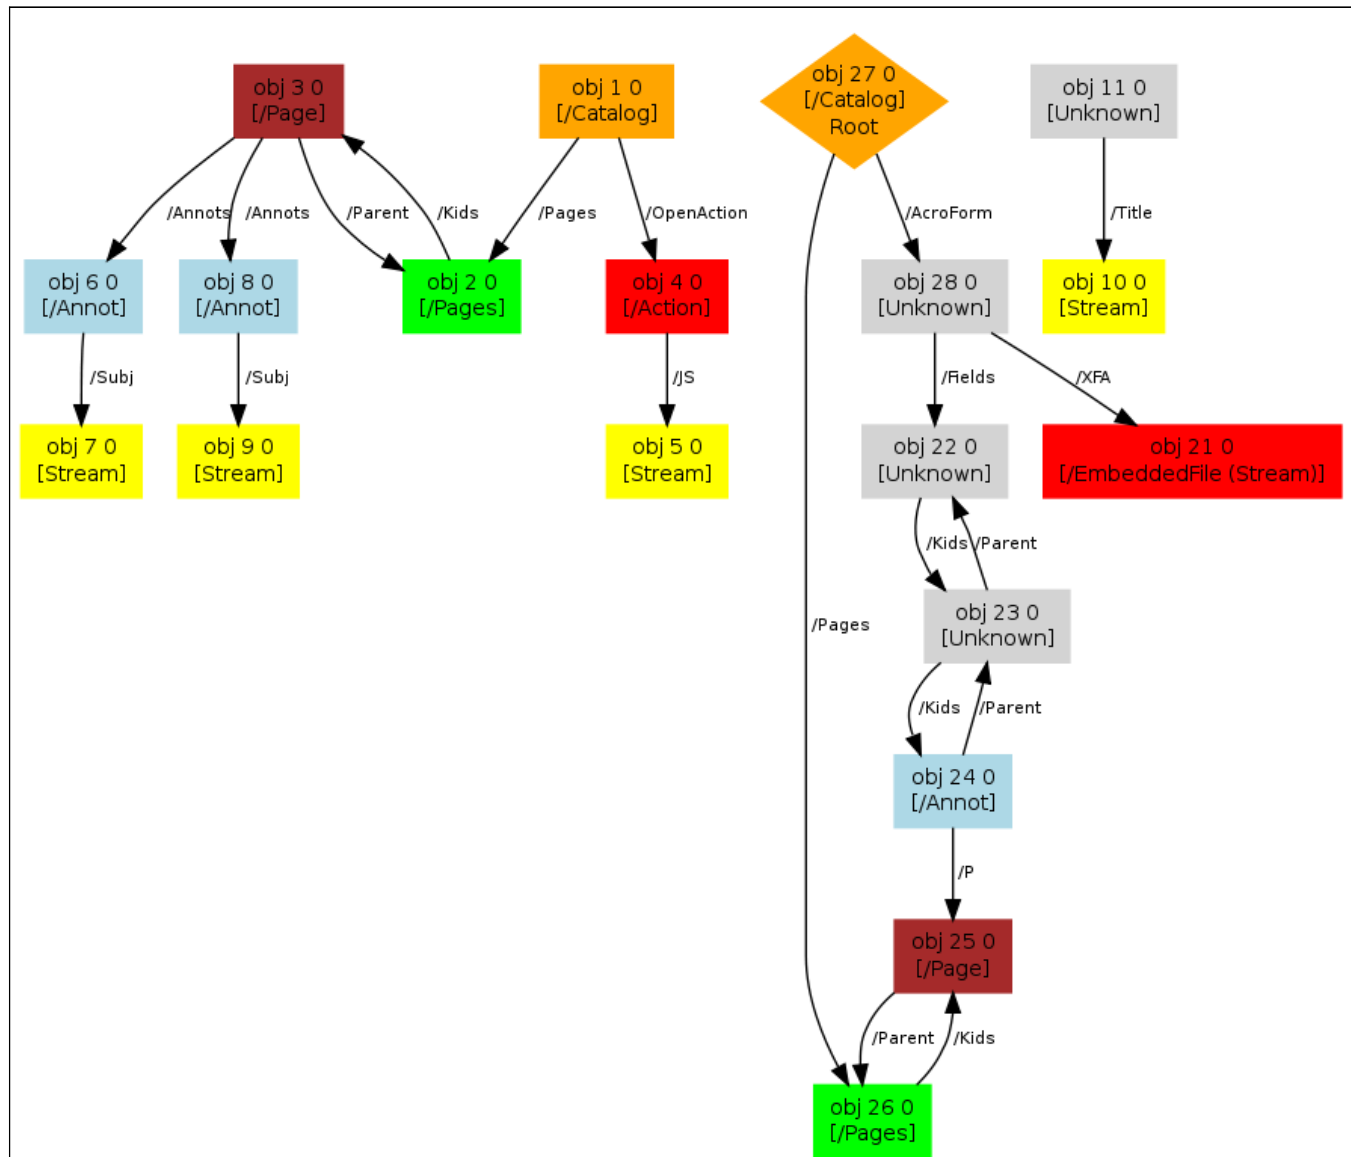 obj 3 0
[/Page]
obj 1 0
[/Catalog]
obj 27 0
[/Catalog]
Root
obj 11 0
[Unknown]
/Annots
/Annots
/Parent
/Kids
/Pages
/OpenAction
/AcroForm
/Title
obj 6 0
[/Annot]
obj 8 0
[/Annot]
obj 2 0
[/Pages]
obj 4 0
[/Action]
obj 28 0
[Unknown]
obj 10 0
[Stream]
/Subj
/Subj
/JS
/Fields
/XFA
obj 7 0
[Stream]
obj 9 0
[Stream]
obj 5 0
[Stream]
obj 22 0
[Unknown]
obj 21 0
[/EmbeddedFile (Stream)]
/Kids
/Parent
obj 23 0
[Unknown]
/Pages
/Kids
/Parent
obj 24 0
[/Annot]
/P
obj 25 0
[/Page]
/Parent
/Kids
obj 26 0
[/Pages]